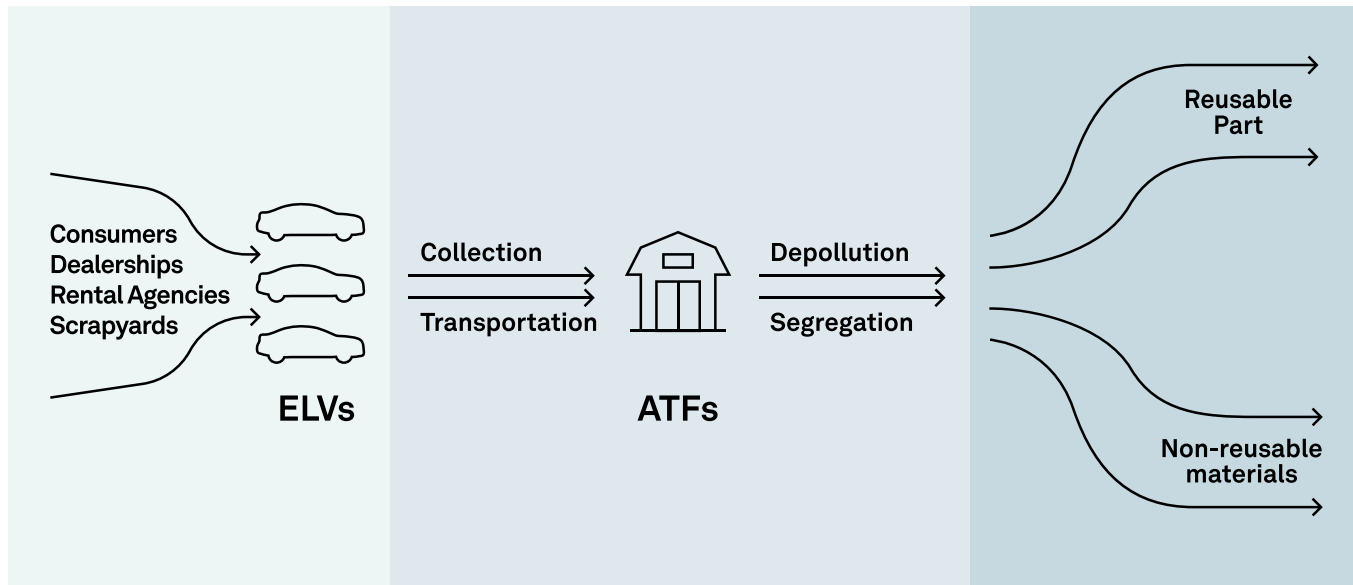 Consumers
Dealerships
Rental Agencies
Scrapyards
ELVs
Collection
Transportation
ATFs
Depollution
Segregation
Reusable
Part
Non-reusable
materials